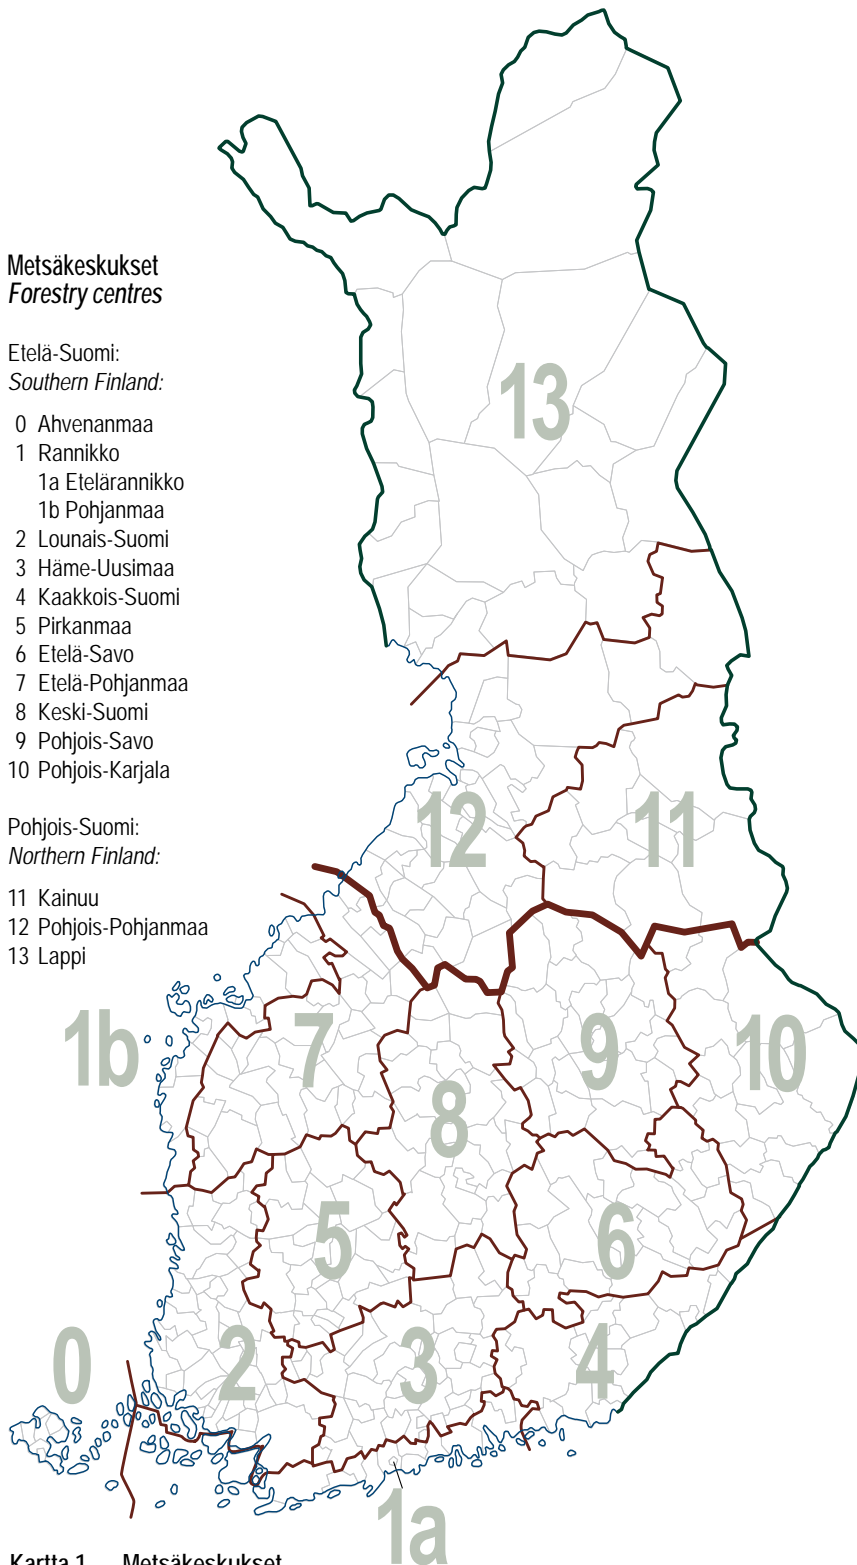 Metsäkeskukset
Forestry centres
Etelä-Suomi:
Southern Finland:
0 Ahvenanmaa
1 Rannikko
1a Etelärannikko
1b Pohjanmaa
2 Lounais-Suomi
3 Häme-Uusimaa
4 Kaakkois-Suomi
5 Pirkanmaa
6 Etelä-Savo
7 Etelä-Pohjanmaa
8 Keski-Suomi
9 Pohjois-Savo
10 Pohjois-Karjala
Pohjois-Suomi:
Northern Finland:
11 Kainuu
12 Pohjois-Pohjanmaa
13 Lappi
13
12
11
1b
7
9
10
8
5
6
0
2
3
4
1a
Kartta 1 Metsäkeskukset